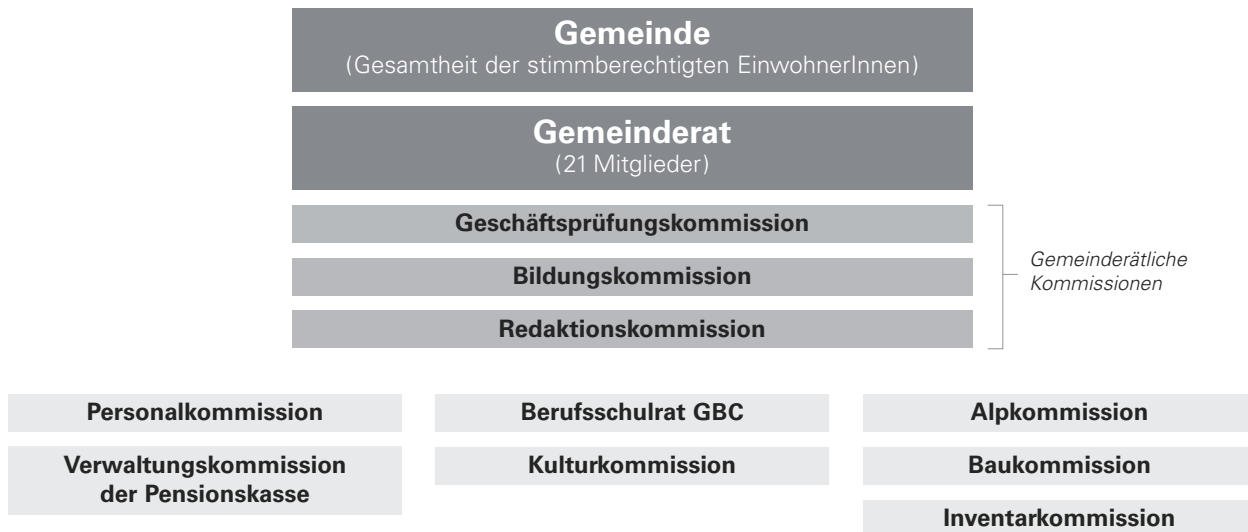 Gemeinde
(Gesamtheit der stimmberechtigten EinwohnerInnen)
Gemeinderat
(21 Mitglieder)
Geschäftsprüfungskommission
Bildungskommission
Redaktionskommission
Gemeinderätliche
Kommissionen
Personalkommission
Verwaltungskommission
der Pensionskasse
Berufsschulrat GBC
Kulturkommission
Alpkommission
Baukommission
Inventarkommission